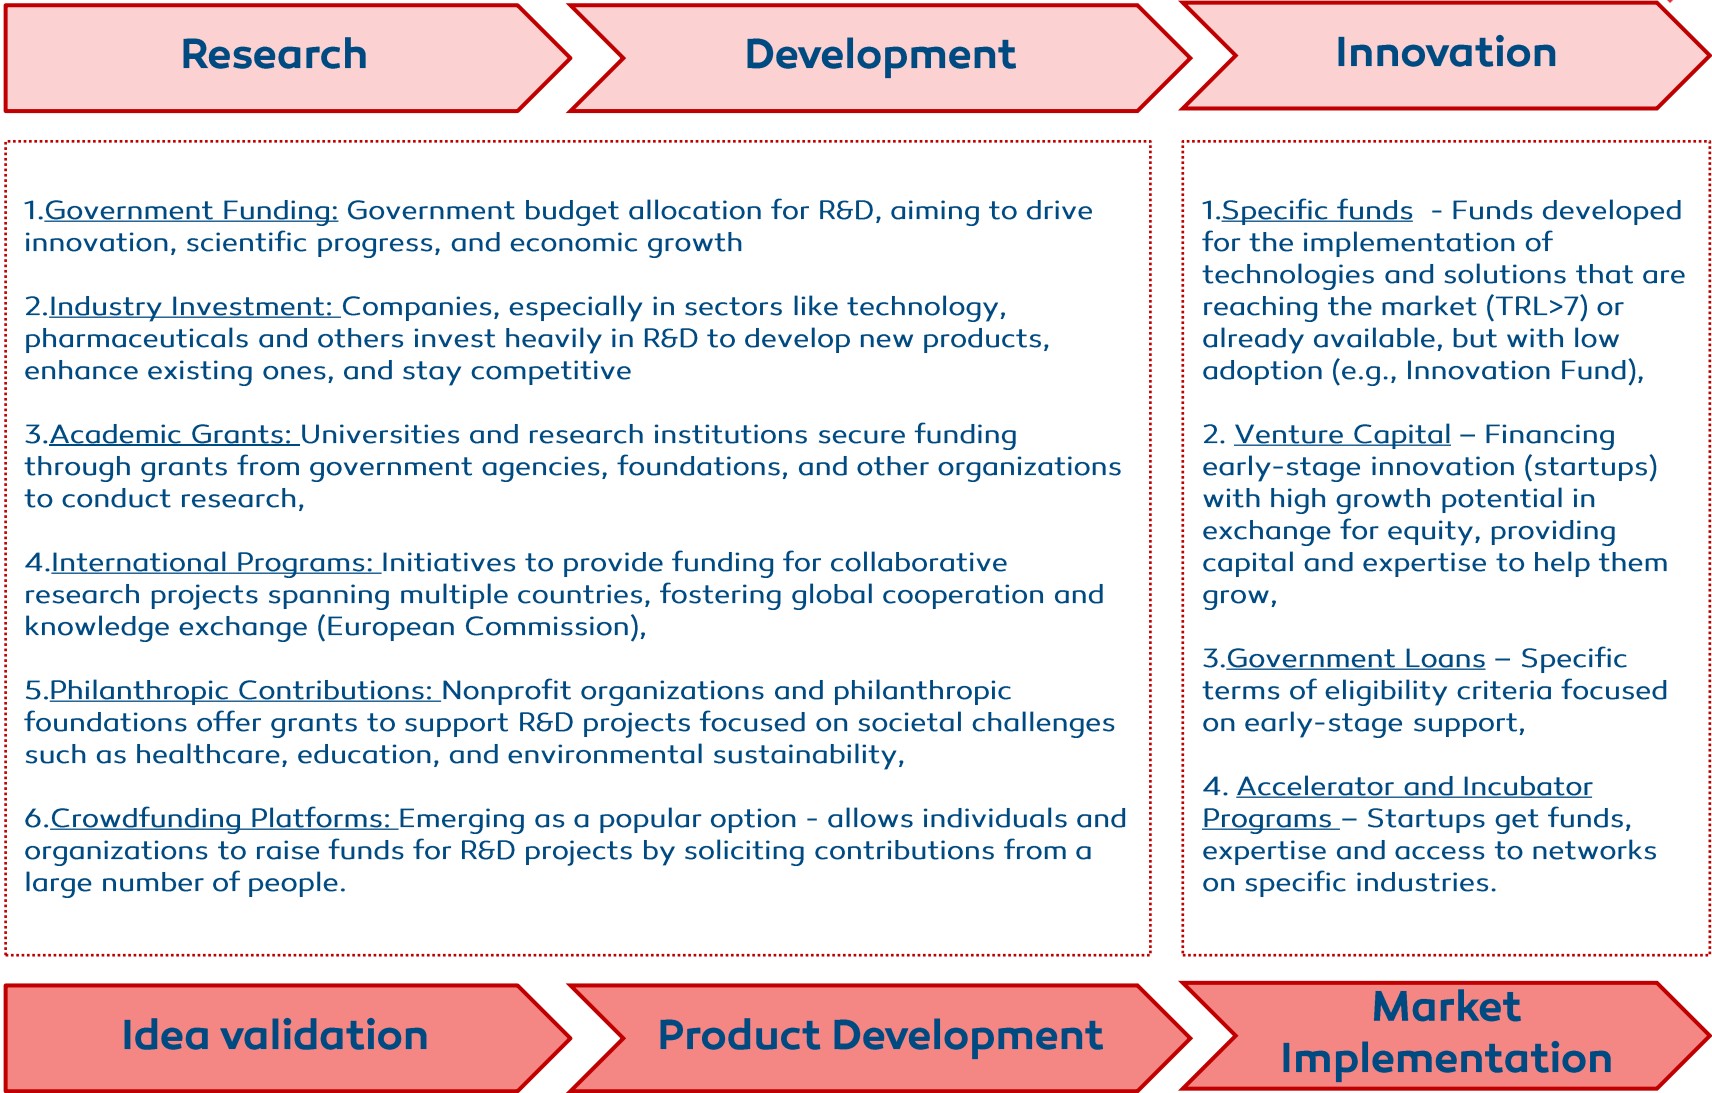 Research
Development
Innovation
1.Government Funding: Government budget allocation for R&D, aiming to drive
innovation, scientific progress, and economic growth
2.Industry Investment: Companies, especially in sectors like technology,
pharmaceuticals and others invest heavily in R&D to develop new products,
enhance existing ones, and stay competitive
3.Academic Grants: Universities and research institutions secure funding
through grants from government agencies, foundations, and other organizations
to conduct research,
4.International Programs: Initiatives to provide funding for collaborative
research projects spanning multiple countries, fostering global cooperation and
knowledge exchange (European Commission),
5.Philanthropic Contributions: Nonprofit organizations and philanthropic
foundations offer grants to support R&D projects focused on societal challenges
such as healthcare, education, and environmental sustainability,
6.Crowdfunding Platforms: Emerging as a popular option - allows individuals and
organizations to raise funds for R&D projects by soliciting contributions from a
large number of people.
1.Specific funds  - Funds developed
for the implementation of
technologies and solutions that are
reaching the market (TRL>7) or
already available, but with low
adoption (e.g., Innovation Fund),
2. Venture Capital – Financing
early-stage innovation (startups)
with high growth potential in
exchange for equity, providing
capital and expertise to help them
grow,
3.Government Loans – Specific
terms of eligibility criteria focused
on early-stage support,
4. Accelerator and Incubator
Programs – Startups get funds,
expertise and access to networks
on specific industries.
Idea validation
Product Development
Market
Implementation